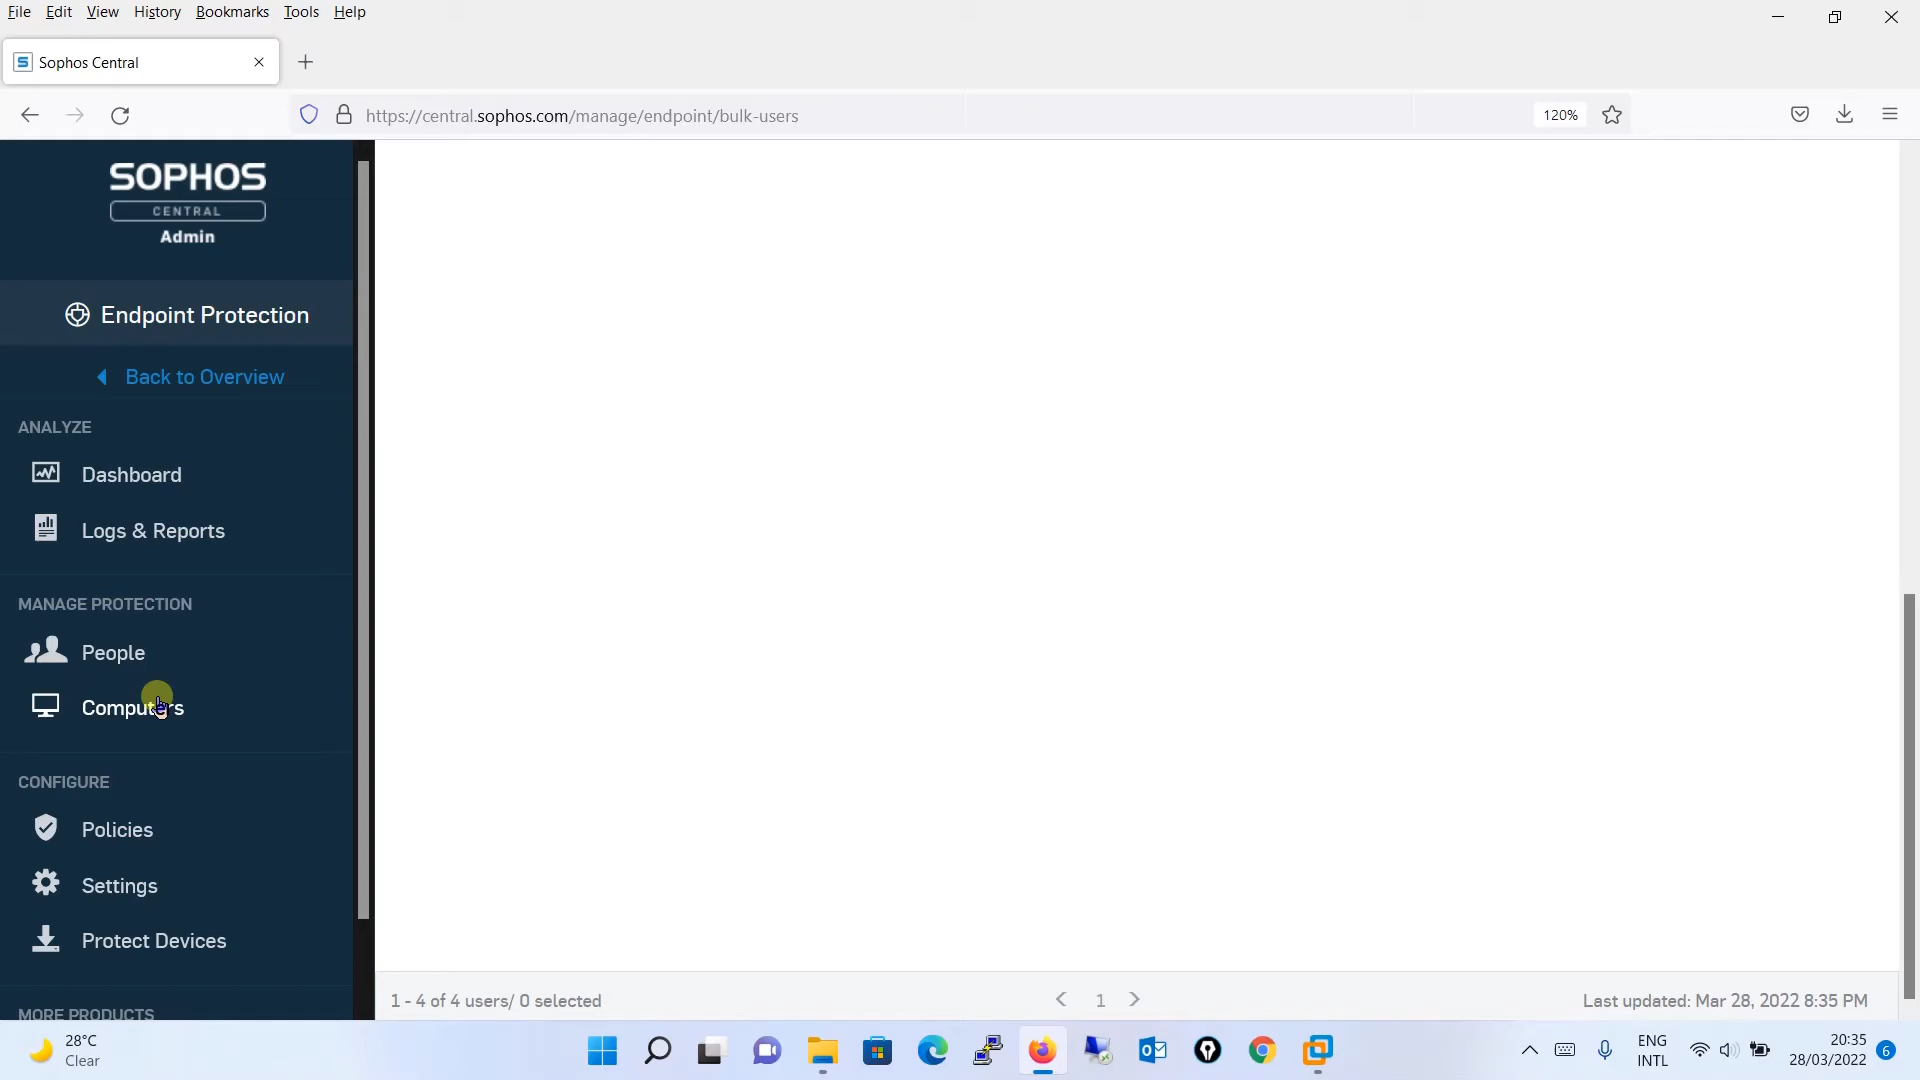 File Edit View History Bookmarks Tools Help
S Sophos Central
https://central.sophos.com/manage/endpoint/bulk-users 120%
SOPHOS
CENTRAL
Admin
Endpoint Protection
Back to Overview
ANALYZE
Dashboard
Logs & Reports
MANAGE PROTECTION
People
Computers
CONFIGURE
Policies
Settings
Protect Devices
1 - 4 of 4 users/ 0 selected 1 Last updated: Mar 28, 2022 8:35 PM
MORE PRODUCTS
28°C
Clear
ENG
INTL
20:35
28/03/2022
6